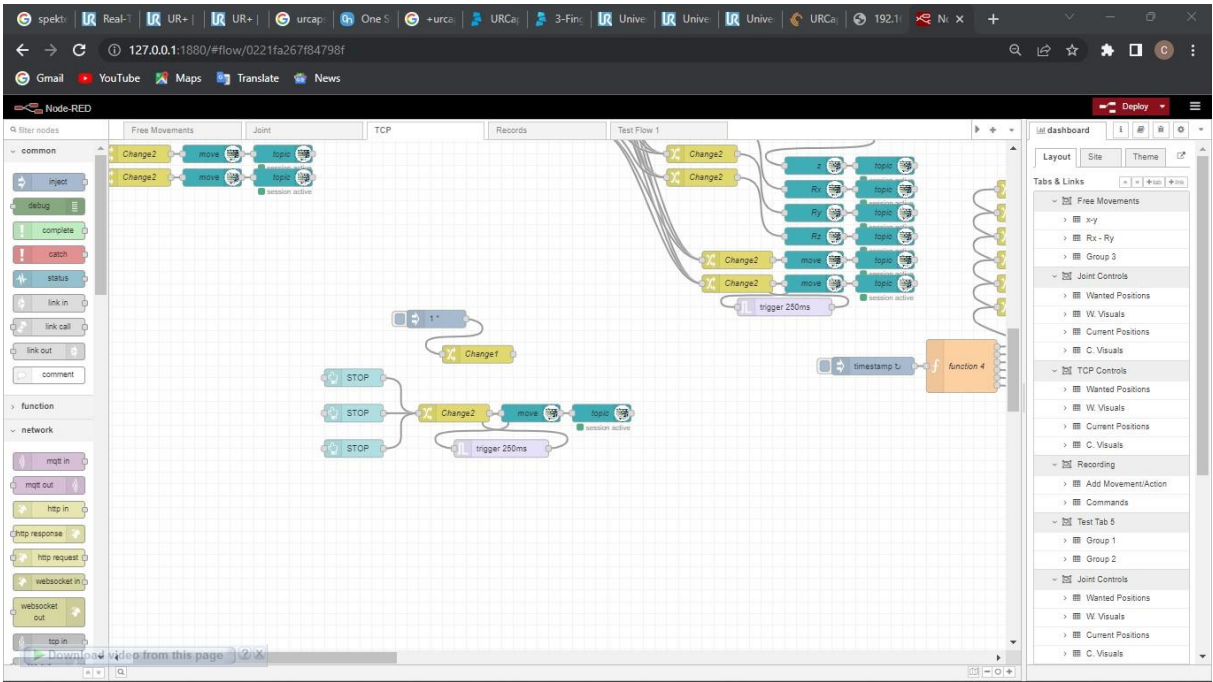 spekt
Real-T
UR+ |
UR+ |
urcap
One S
+urca
URCa
3-Fing
Unive
Unive
Unive
URCa
192.1
127.0.0.1:1880/#flow/0221fa267f84798f
C
Gmail YouTube Maps Translate News
Node-RED
Deploy
filter nodes
common
inject
debug
complete
catch
status
link in
link call
link out
comment
function
network
mqtt in
mqtt out
http in
http response
http request
websocket in
websocket
out
tcp in
Free Movements Joint TCP Records Test Flow 1
Change2 move topic
Change2 move topic
session active
Change2
Change2
z topic
Rx topic
Ry topic
Rz topic
Change2 move topic
Change2 move topic
session active
trigger 250ms
1 "
Change1
timestamp ↻ function 4
STOP
STOP Change2 move topic
session active
STOP trigger 250ms
dashboard
Layout Site Theme
Tabs & Links
Free Movements
x-y
Rx - Ry
Group 3
Joint Controls
Wanted Positions
W. Visuals
Current Positions
C. Visuals
TCP Controls
Wanted Positions
W. Visuals
Current Positions
C. Visuals
Recording
Add Movement/Action
Commands
Test Tab 5
Group 1
Group 2
Joint Controls
Wanted Positions
W. Visuals
Current Positions
C. Visuals
Download video from this page ? X